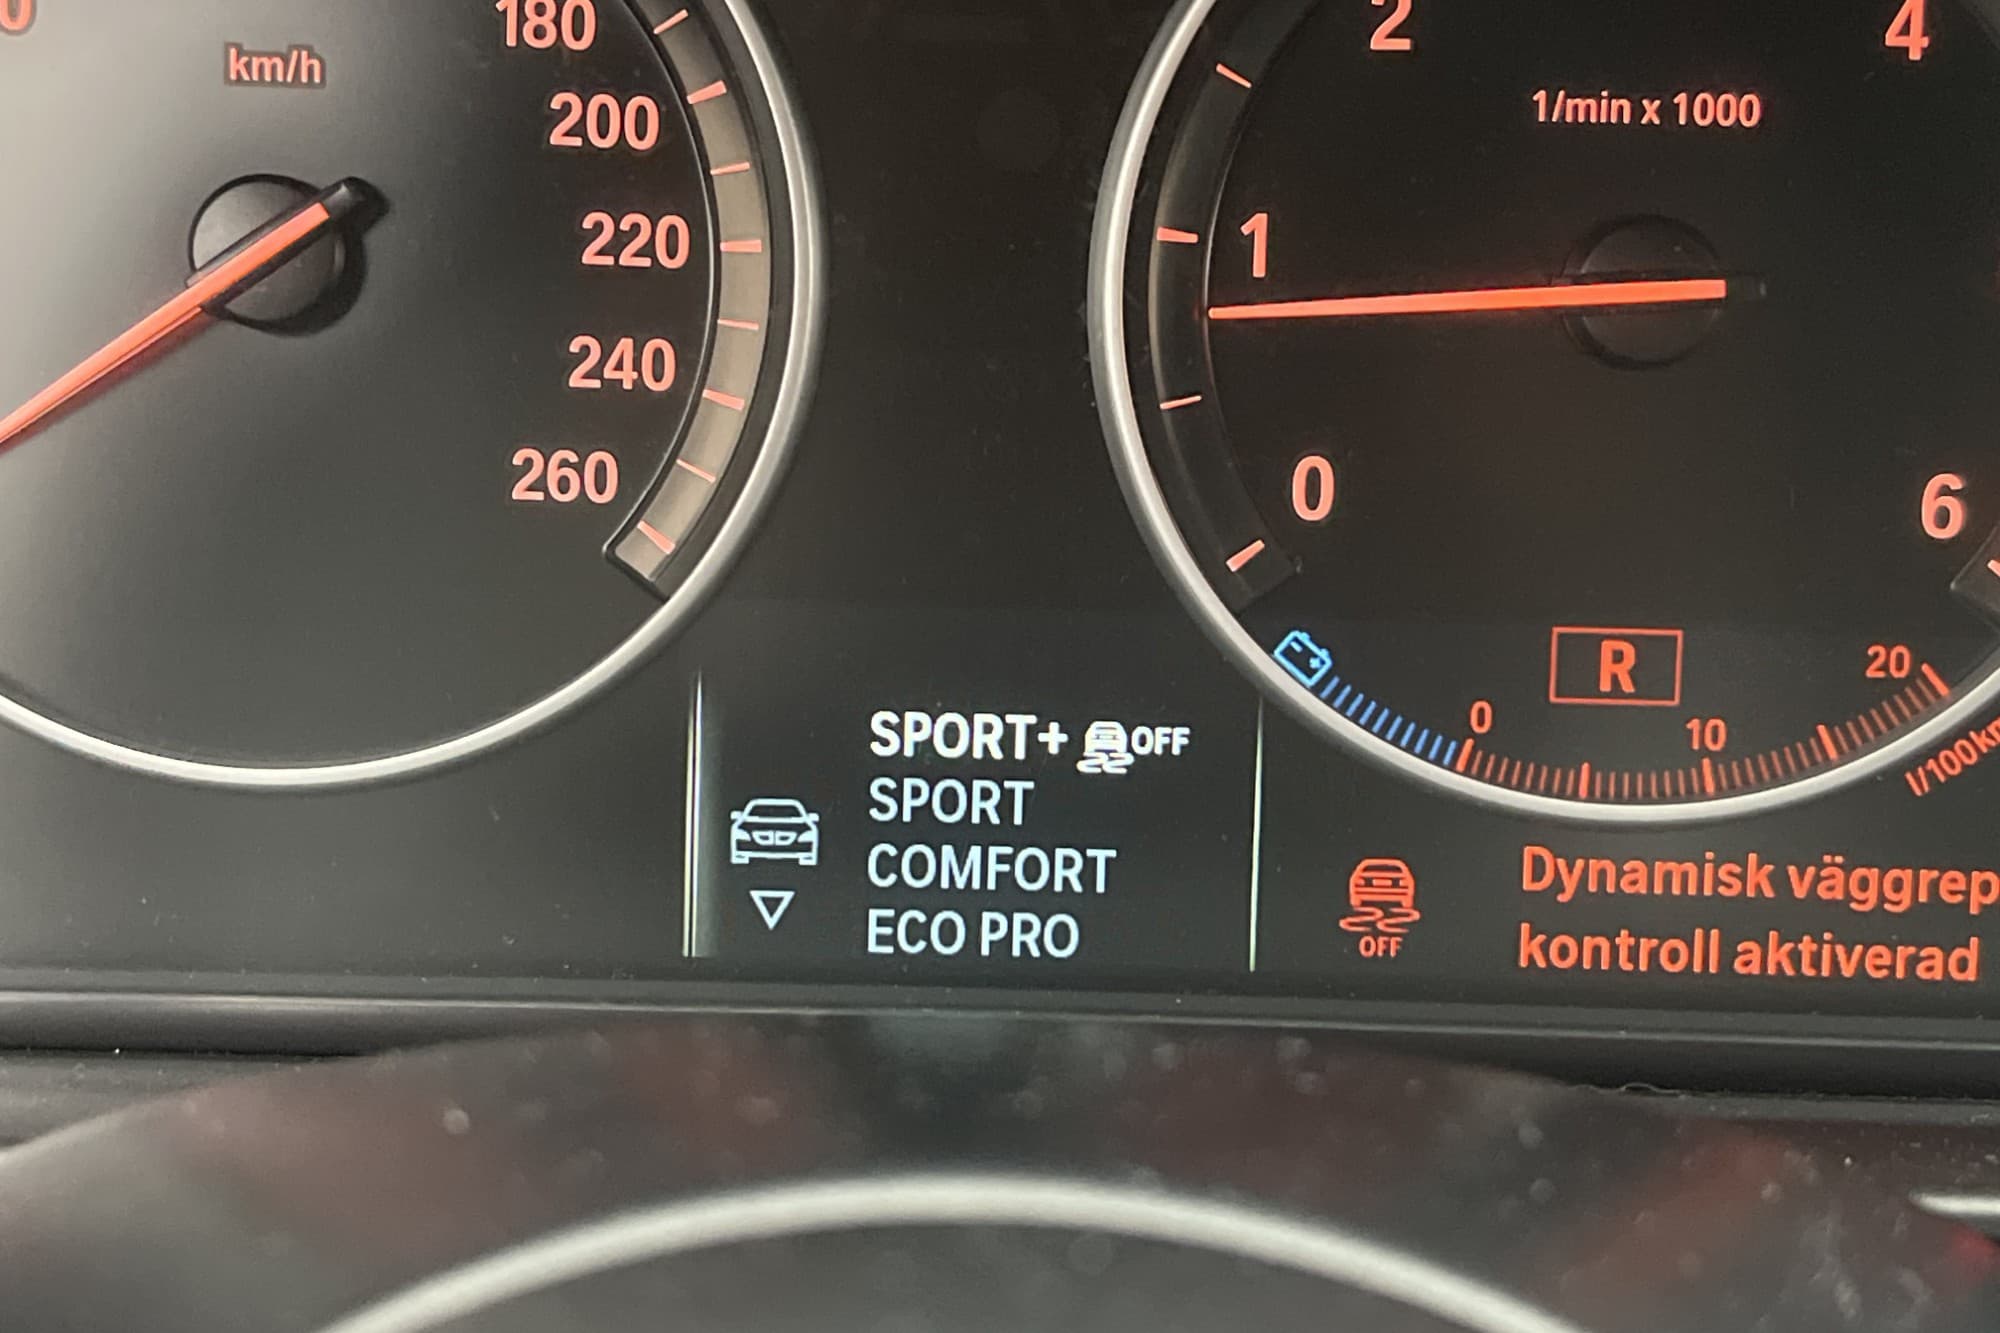 km/h
180
200
220
240
260
2
4
1/min x 1000
1
0
6
R
0
10
20
SPORT+ OFF
SPORT
COMFORT
ECO PRO
OFF
Dynamisk väggrep
kontroll aktiverad